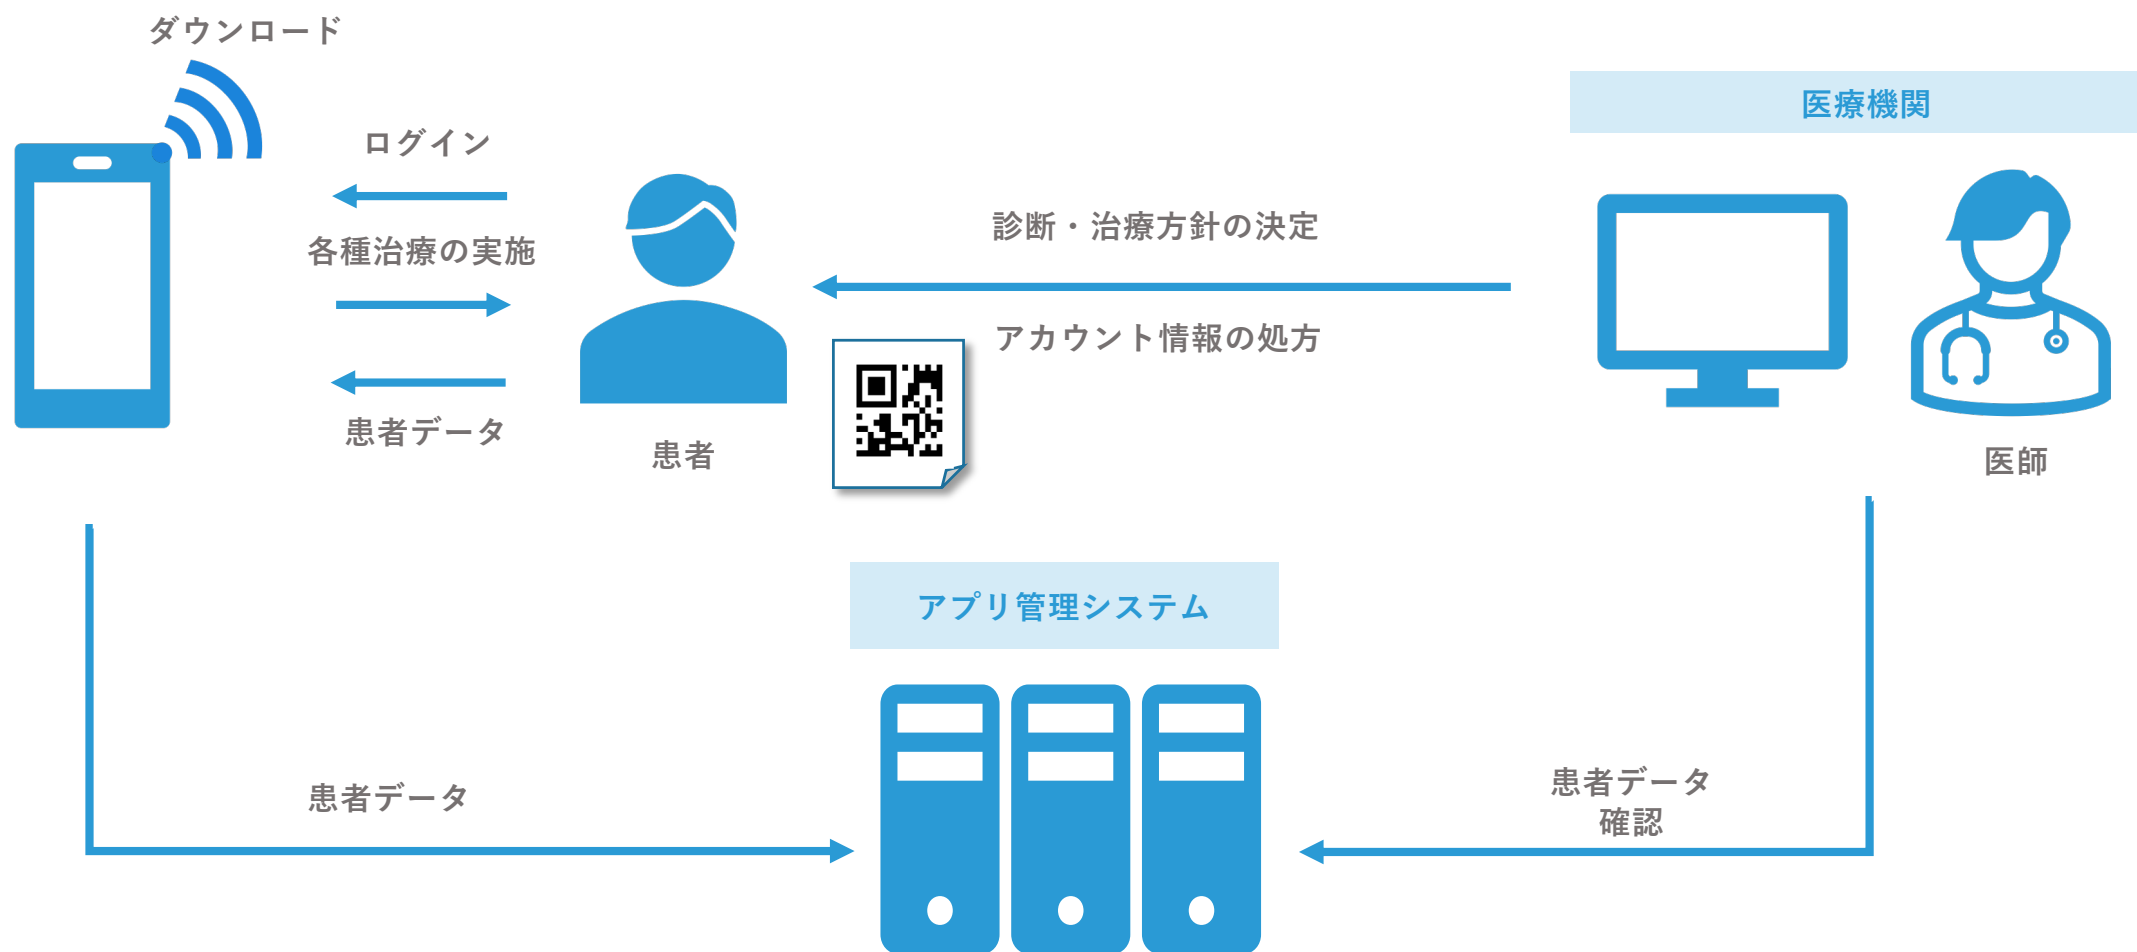 ダウンロード
医療機関
ログイン
診断・治療方針の決定
各種治療の実施
アカウント情報の処方
患者データ
患者
医師
アプリ管理システム
患者データ
患者データ
確認